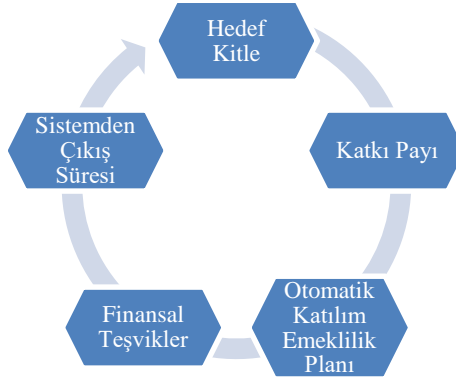 Hedef
Kitle
Katkı Payı
Otomatik
Katılım
Emeklilik
Planı
Finansal
Teşvikler
Sistemden
Çıkış
Süresi